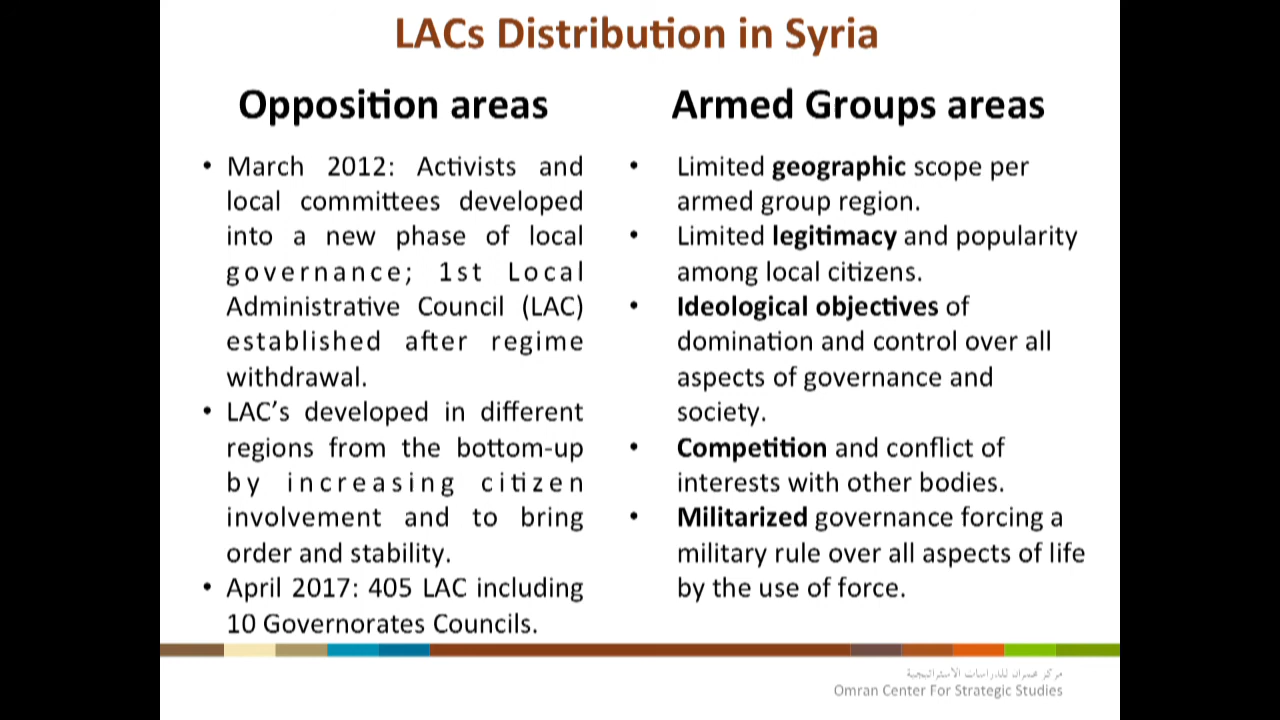 LACs Distribution in Syria
Opposition areas
• March 2012: Activists and
local committees developed
into a new phase of local
governance; 1st Local
Administrative Council (LAC)
established after regime
withdrawal.
• LAC’s developed in different
regions from the bottom-up
by increasing citizen
involvement and to bring
order and stability.
• April 2017: 405 LAC including
10 Governorates Councils.
Armed Groups areas
• Limited geographic scope per
armed group region.
• Limited legitimacy and popularity
among local citizens.
• Ideological objectives of
domination and control over all
aspects of governance and
society.
• Competition and conflict of
interests with other bodies.
• Militarized governance forcing a
military rule over all aspects of life
by the use of force.
مركز عمران للدراسات الاستراتيجية
Omran Center For Strategic Studies